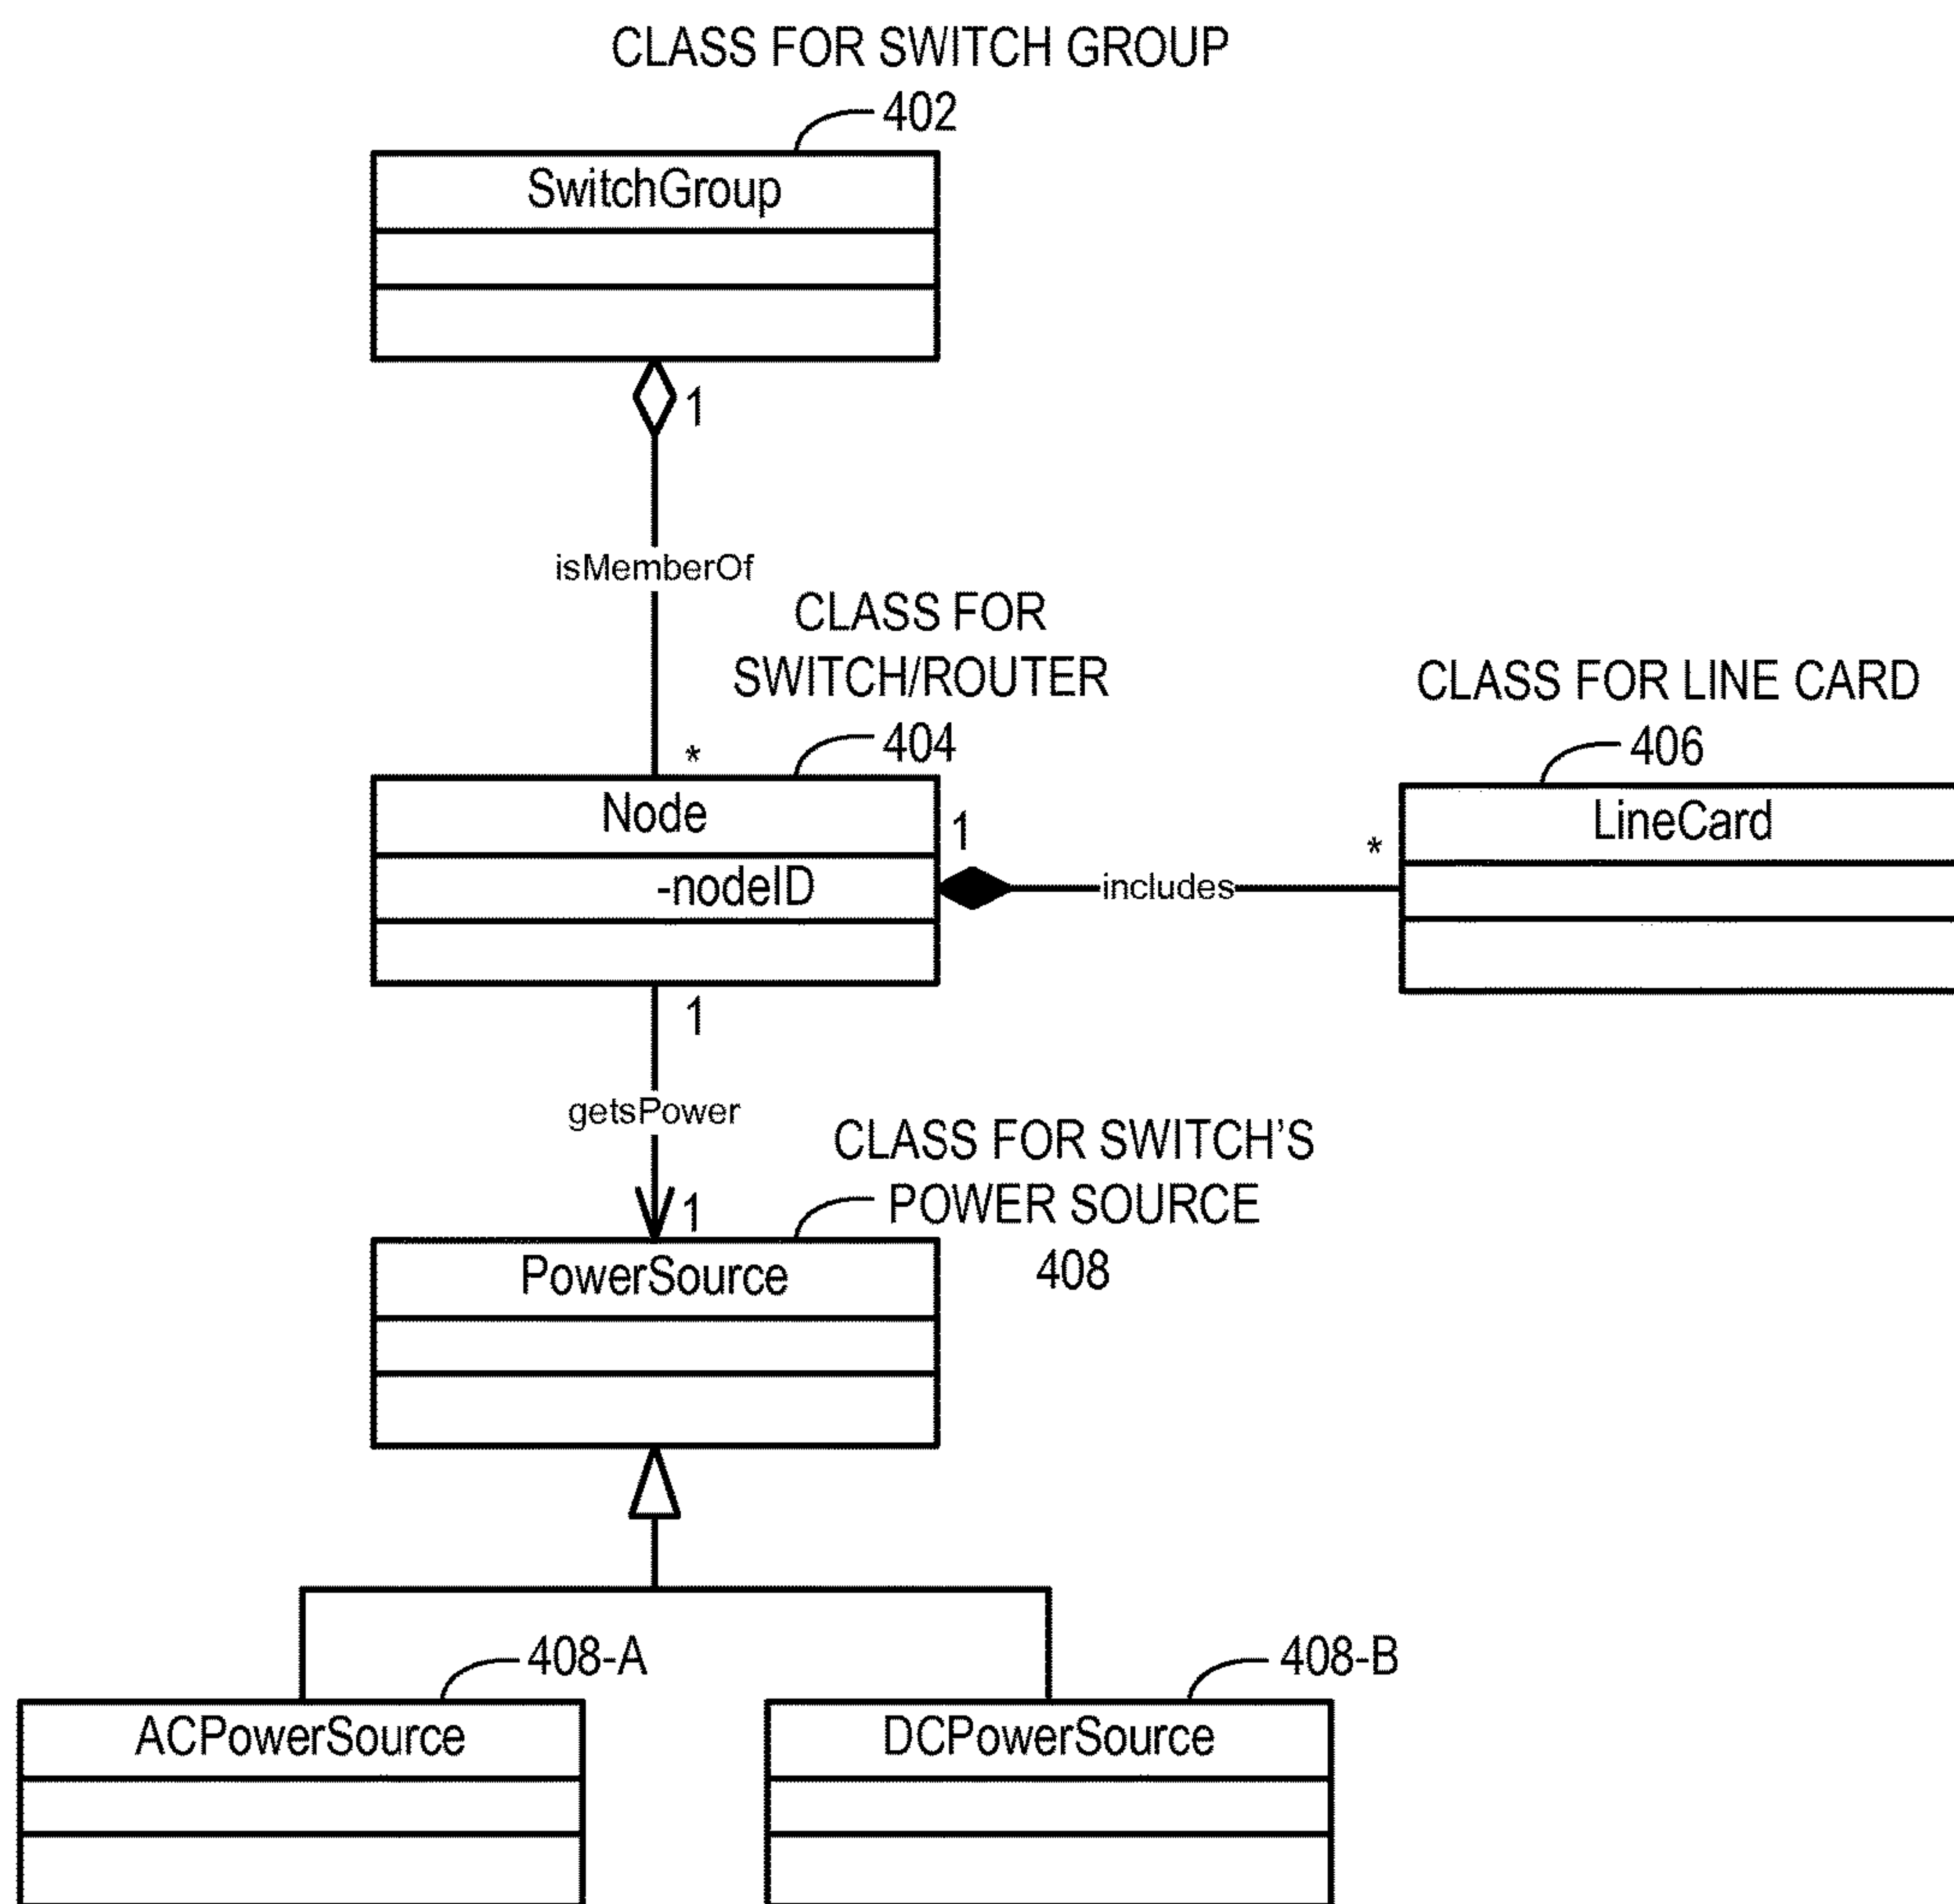 CLASS FOR SWITCH GROUP
402
SwitchGroup
1
isMemberOf
CLASS FOR
SWITCH/ROUTER
404
*
Node
-nodeID
1
includes
*
CLASS FOR LINE CARD
406
LineCard
1
getsPower
1
CLASS FOR SWITCH'S
POWER SOURCE
408
PowerSource
408-A
ACPowerSource
408-B
DCPowerSource